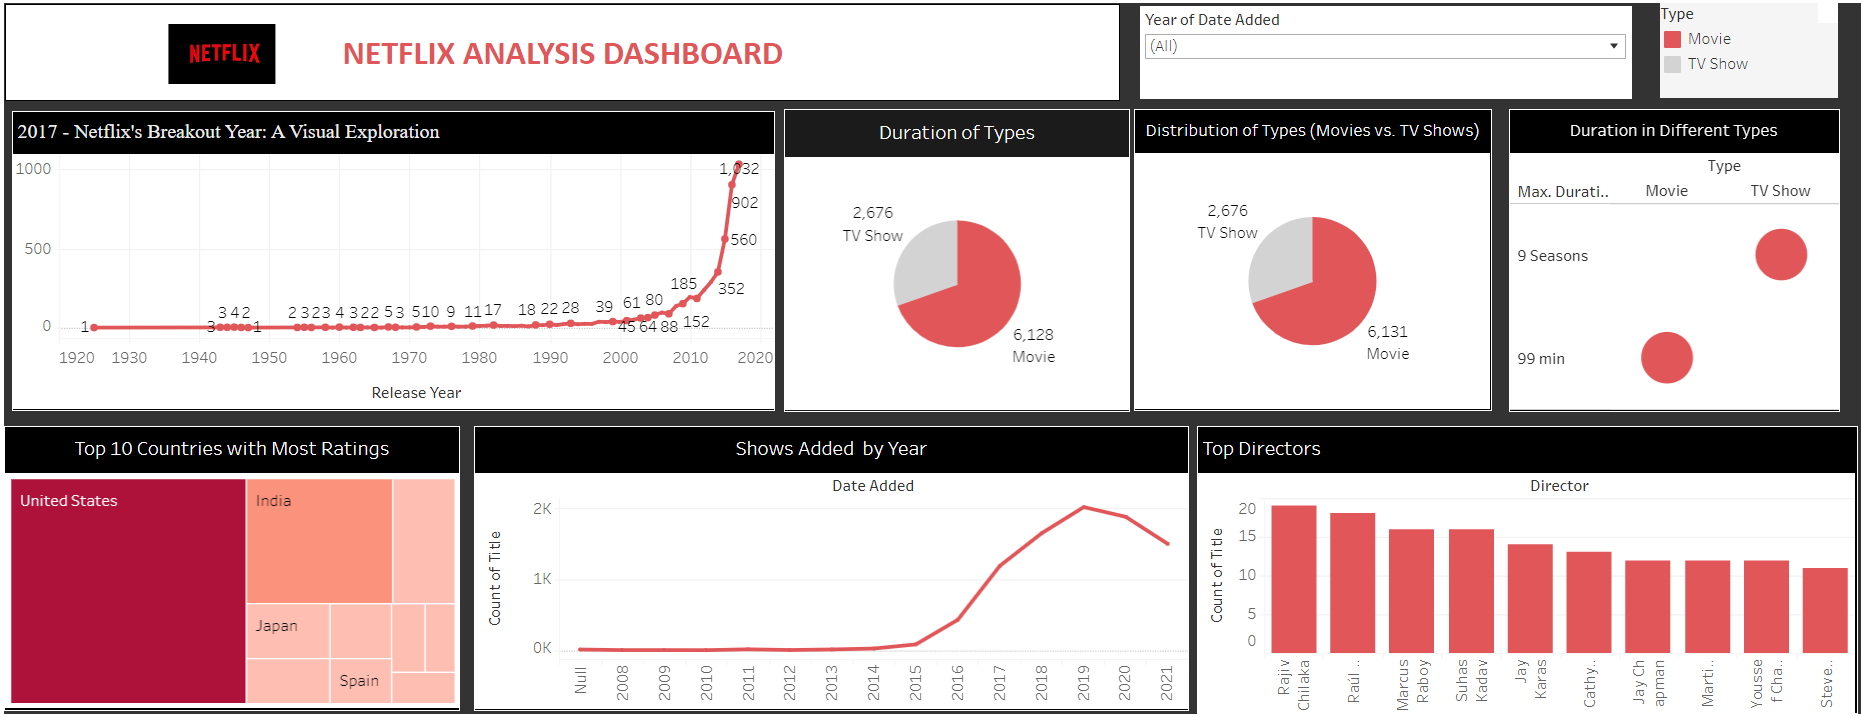 NETFLIX
NETFLIX ANALYSIS DASHBOARD
Year of Date Added
(All)
Type
Movie
TV Show
2017 - Netflix's Breakout Year: A Visual Exploration
1000
500
0
1 3 3 4 2 1 2 3 2 3 4 3 2 2 5 3 5 10 9 11 17 18 22 28 39 61 45 80 64 88 185 152 352 560 902 1,032
1920 1930 1940 1950 1960 1970 1980 1990 2000 2010 2020
Release Year
Duration of Types
2,676
TV Show
6,128
Movie
Distribution of Types (Movies vs. TV Shows)
2,676
TV Show
6,131
Movie
Duration in Different Types
Type
Max. Durati.. Movie TV Show
9 Seasons
99 min
Top 10 Countries with Most Ratings
United States
India
Japan
Spain
Shows Added by Year
Date Added
Count of Title
2K
1K
0K
Null 2008 2009 2010 2011 2012 2013 2014 2015 2016 2017 2018 2019 2020 2021
Top Directors
Director
Count of Title
20
15
10
5
0
Rajiv
Chilaka
Raúl ..
Marcus
Raboy
Suhas
Kadav
Jay
Karas
Cathy..
Jay Ch
apman
Marti..
Yousse
f Cha..
Steve..